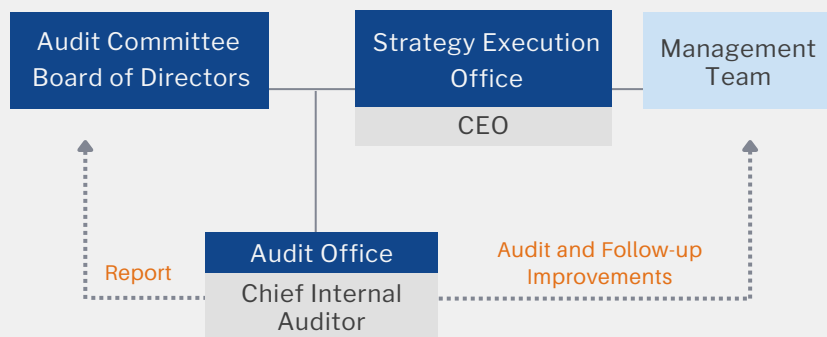 Audit Committee
Board of Directors
Strategy Execution
Office
CEO
Management
Team
Report
Audit Office
Chief Internal
Auditor
Audit and Follow-up
Improvements